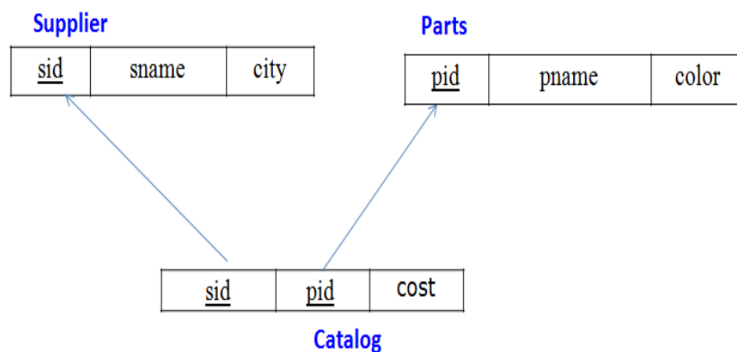 Supplier
Parts
sid sname city
pid pname color
sid pid cost
Catalog